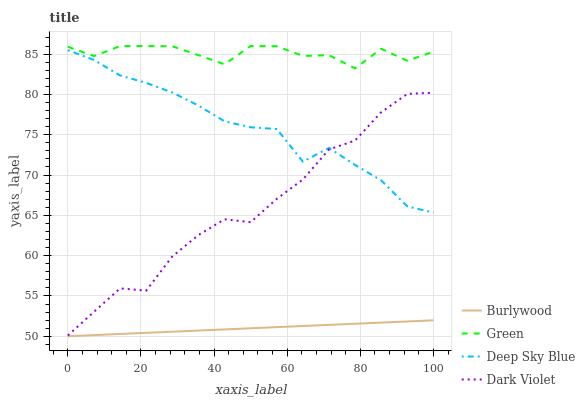 title
yaxis_label
85
80
75
70
65
60
55
50
0 20 40 60 80 100
xaxis_label
Burlywood
Green
Deep Sky Blue
Dark Violet